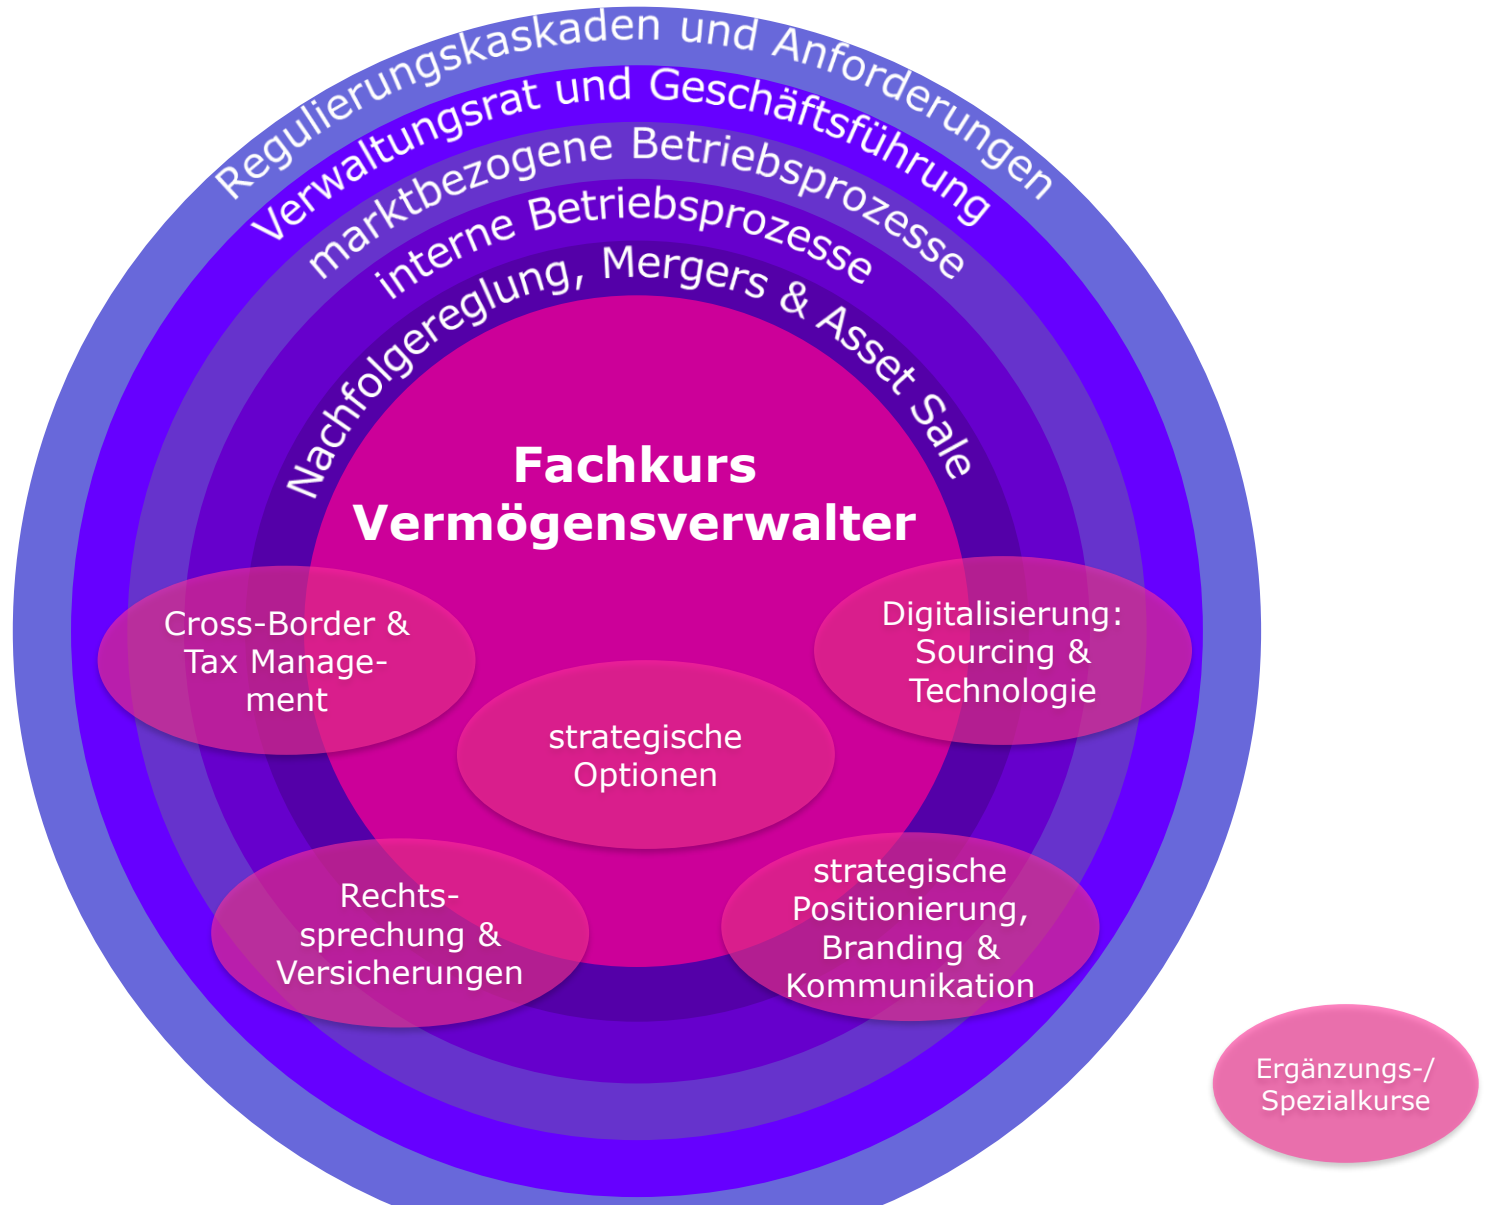 Regulierungskaskaden und Anforderungen
Verwaltungsrat und Geschäftsführung
marktbezogene Betriebsprozesse
interne Betriebsprozesse
Nachfolgereglung, Mergers & Asset Sale
Fachkurs
Vermögensverwalter
Cross-Border &
Tax Manage-
ment
Digitalisierung:
Sourcing &
Technologie
strategische
Optionen
Rechts-
sprechung &
Versicherungen
strategische
Positionierung,
Branding &
Kommunikation
Ergänzungs-/
Spezialkurse